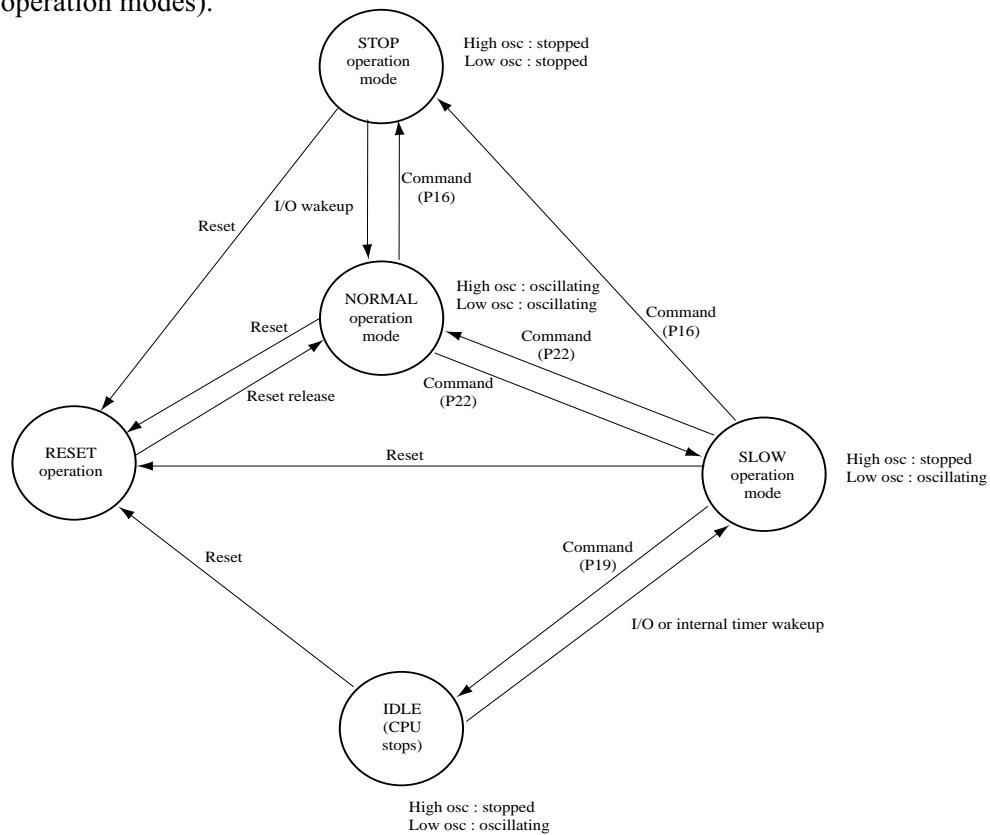 operation modes).
STOP
operation
mode
High osc : stopped
Low osc : stopped
Command
(P16)
I/O wakeup
Reset
NORMAL
operation
mode
High osc : oscillating
Low osc : oscillating
Command
(P16)
Reset
Command
(P22)
Command
(P22)
Reset release
RESET
operation
Reset
SLOW
operation
mode
High osc : stopped
Low osc : oscillating
Reset
Command
(P19)
I/O or internal timer wakeup
IDLE
(CPU
stops)
High osc : stopped
Low osc : oscillating